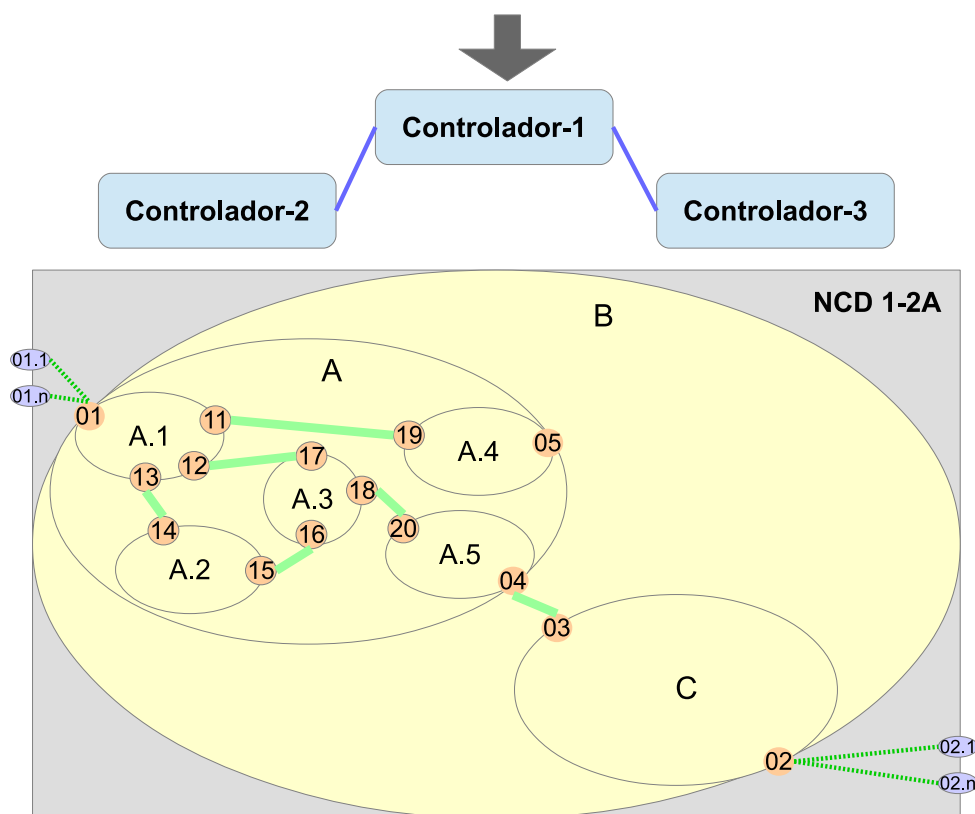 Controlador-1
Controlador-2
Controlador-3
NCD 1-2A
B
01.1
A
01.n
01
11
A.1
19
A.4
05
12
17
13
A.3
18
14
16
20
A.5
A.2
15
04
03
C
02
02.1
02.n